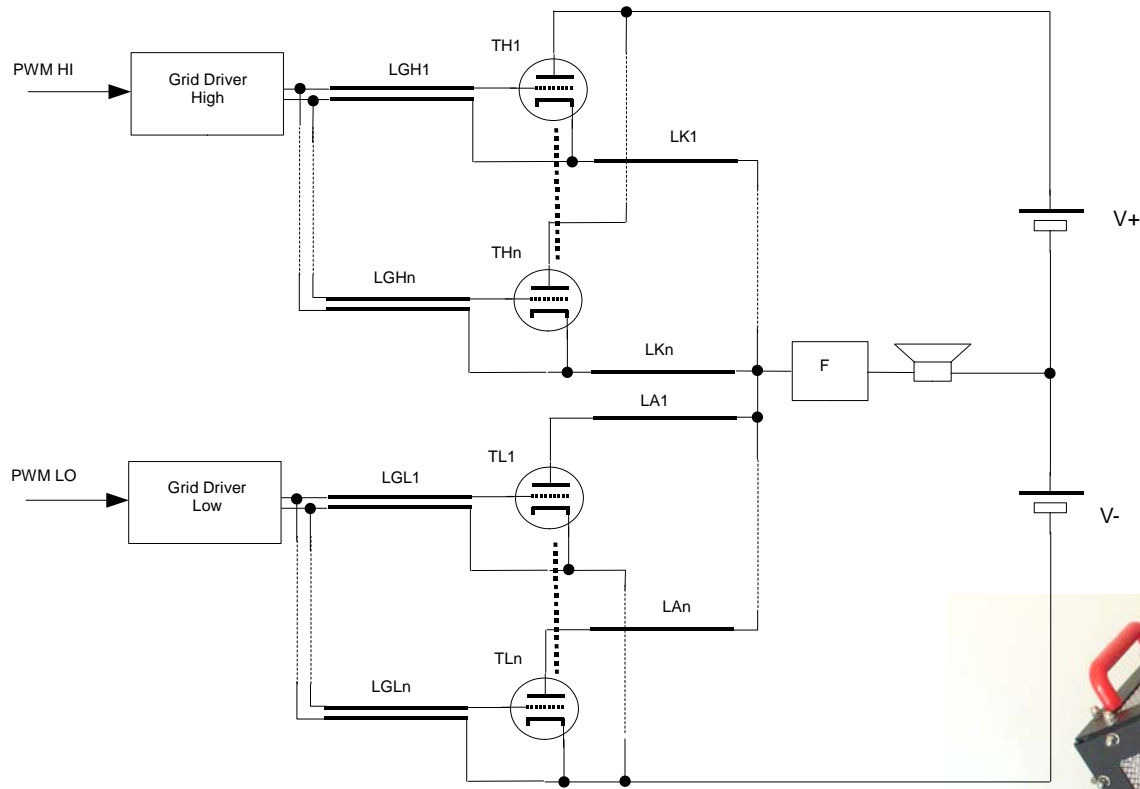 TH1
PWM HI
Grid Driver
High
LGH1
LK1
V+
THn
LGHn
LKn
F
LA1
PWM LO
Grid Driver
Low
LGL1
TL1
V-
LAn
TLn
LGLn